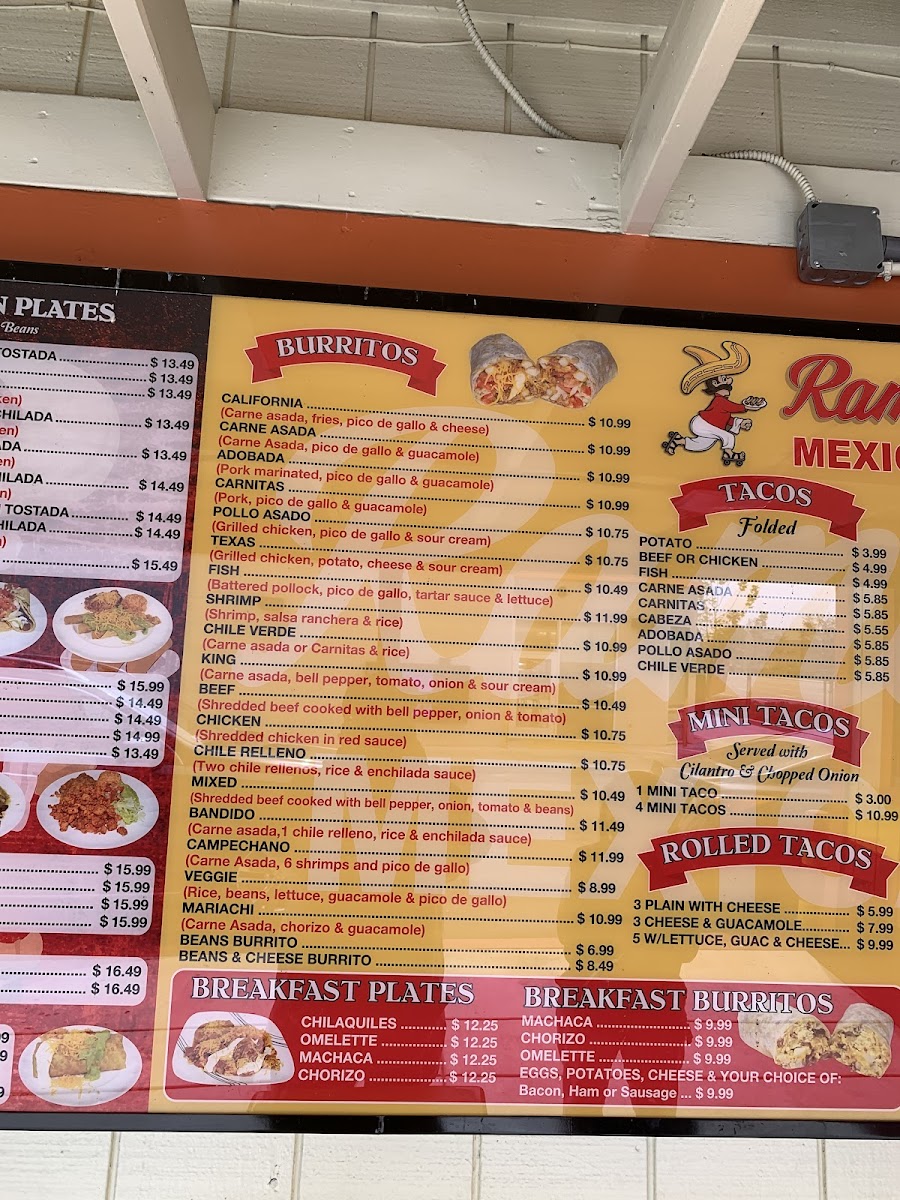 N PLATES
Beans
TOSTADA ........ $ 13.49
........ $ 13.49
........ $ 13.49
ken)
CHILADA ........ $ 13.49
en)
ADA ........ $ 13.49
en)
HILADA ........ $ 14.49
n)
TOSTADA ........ $ 14.49
HILADA ........ $ 14.49
)
........ $ 15.49
........ $ 15.99
........ $ 14.49
........ $ 14.49
........ $ 14.99
........ $ 13.49
........ $ 15.99
........ $ 15.99
........ $ 15.99
........ $ 15.99
........ $ 16.49
........ $ 16.49
BURRITOS
CALIFORNIA ........ $ 10.99
(Carne asada, fries, pico de gallo & cheese)
CARNE ASADA ........ $ 10.99
(Carne Asada, pico de gallo & guacamole)
ADOBADA ........ $ 10.99
(Pork marinated, pico de gallo & guacamole)
CARNITAS ........ $ 10.99
(Pork, pico de gallo & guacamole)
POLLO ASADO ........ $ 10.75
(Grilled chicken, pico de gallo & sour cream)
TEXAS ........ $ 10.75
(Grilled chicken, potato, cheese & sour cream)
FISH ........ $ 10.49
(Battered pollock, pico de gallo, tartar sauce & lettuce)
SHRIMP ........ $ 11.99
(Shrimp, salsa ranchera & rice)
CHILE VERDE ........ $ 10.99
(Carne asada or Carnitas & rice)
KING ........ $ 10.99
(Carne asada, bell pepper, tomato, onion & sour cream)
BEEF ........ $ 10.49
(Shredded beef cooked with bell pepper, onion & tomato)
CHICKEN ........ $ 10.75
(Shredded chicken in red sauce)
CHILE RELLENO ........ $ 10.75
(Two chile rellenos, rice & enchilada sauce)
MIXED ........ $ 10.49
(Shredded beef cooked with bell pepper, onion, tomato & beans)
BANDIDO ........ $ 11.49
(Carne asada,1 chile relleno, rice & enchilada sauce)
CAMPECHANO ........ $ 11.99
(Carne Asada, 6 shrimps and pico de gallo)
VEGGIE ........ $ 8.99
(Rice, beans, lettuce, guacamole & pico de gallo)
MARIACHI ........ $ 10.99
(Carne Asada, chorizo & guacamole)
BEANS BURRITO ........ $ 6.99
BEANS & CHEESE BURRITO ........ $ 8.49
Ram
MEXIC
TACOS
Folded
POTATO ........ $ 3.99
BEEF OR CHICKEN ........ $ 4.99
FISH ........ $ 4.99
CARNE ASADA ........ $ 5.85
CARNITAS ........ $ 5.85
CABEZA ........ $ 5.55
ADOBADA ........ $ 5.85
POLLO ASADO ........ $ 5.85
CHILE VERDE ........ $ 5.85
MINI TACOS
Served with
Cilantro & Chopped Onion
1 MINI TACO ........ $ 3.00
4 MINI TACOS ........ $ 10.99
ROLLED TACOS
3 PLAIN WITH CHEESE ........ $ 5.99
3 CHEESE & GUACAMOLE ........ $ 7.99
5 W/LETTUCE, GUAC & CHEESE... $ 9.99
BREAKFAST PLATES
CHILAQUILES ........ $ 12.25
OMELETTE ........ $ 12.25
MACHACA ........ $ 12.25
CHORIZO ........ $ 12.25
BREAKFAST BURRITOS
MACHACA ........ $ 9.99
CHORIZO ........ $ 9.99
OMELETTE ........ $ 9.99
EGGS, POTATOES, CHEESE & YOUR CHOICE OF:
Bacon, Ham or Sausage ... $ 9.99